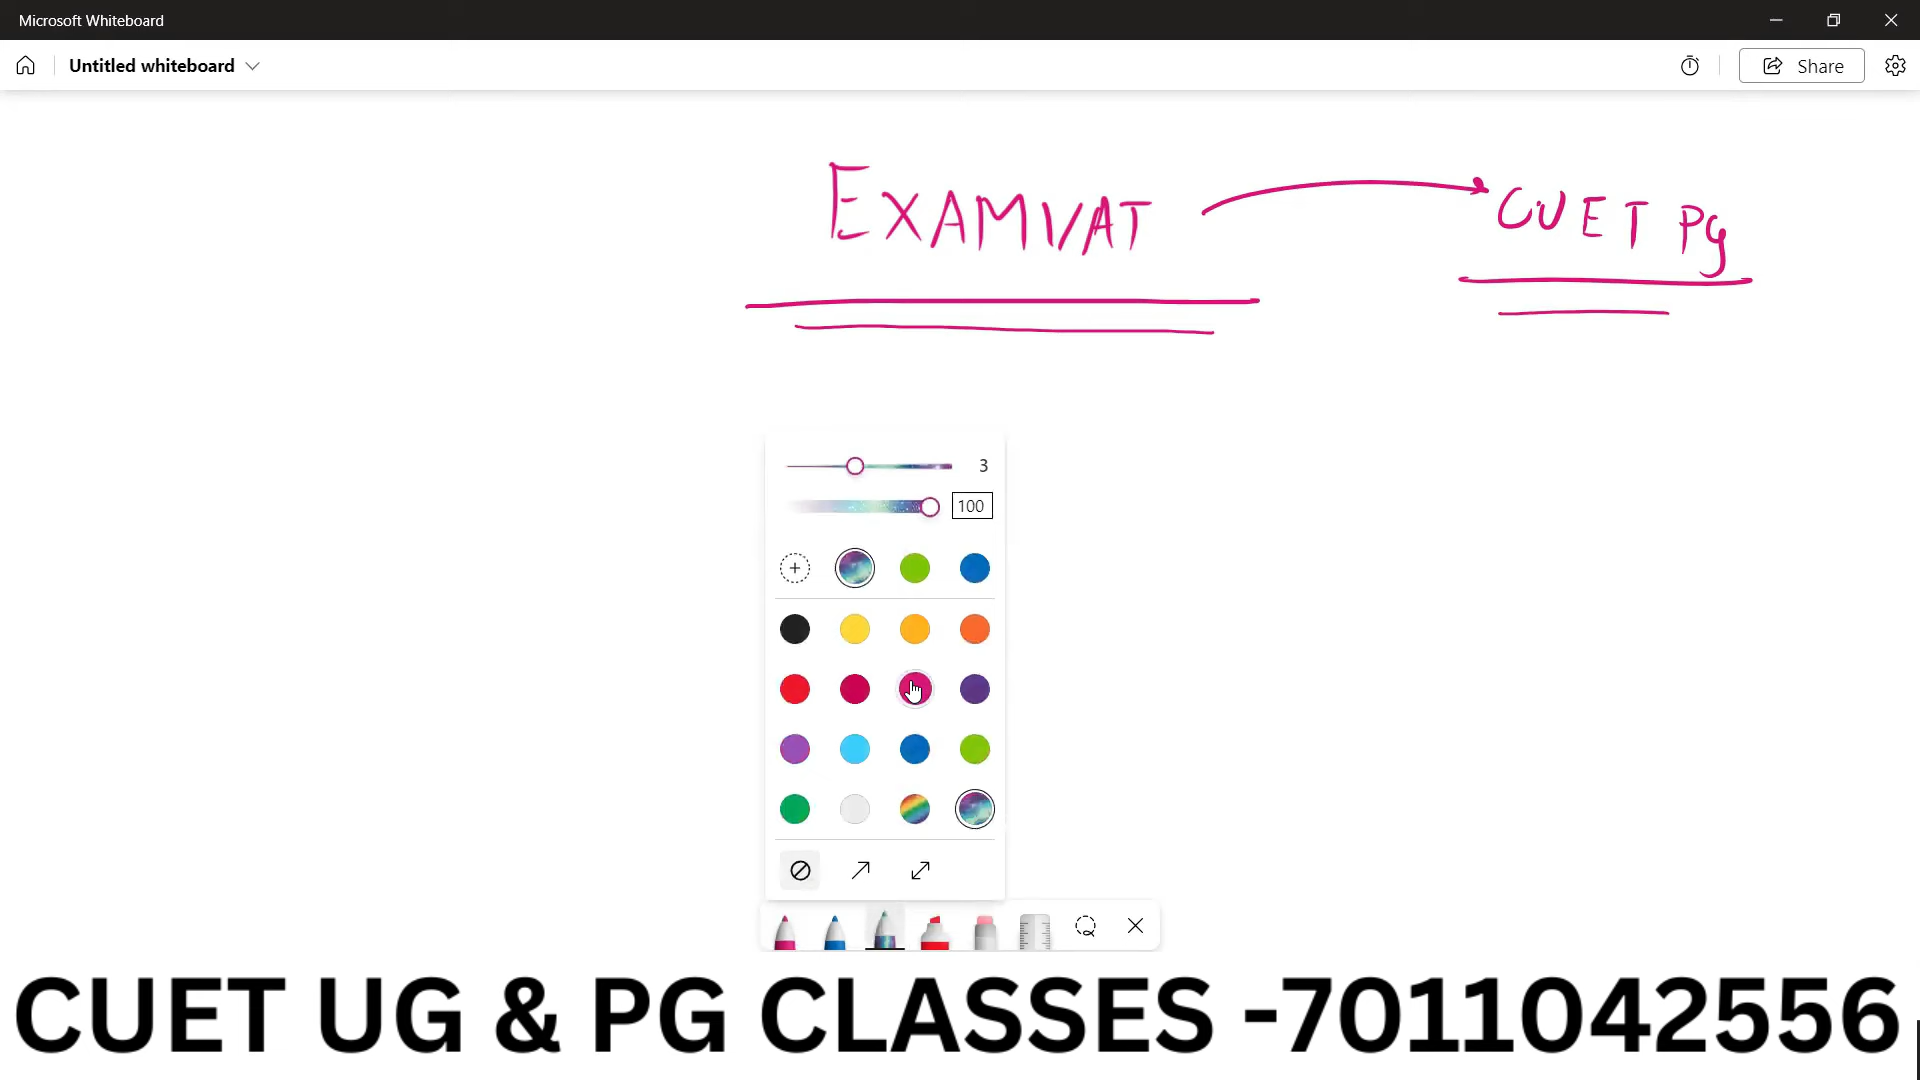 Microsoft Whiteboard
Untitled whiteboard
Share
EXAMVAT
CUET PG
3
100
CUET UG & PG CLASSES -7011042556